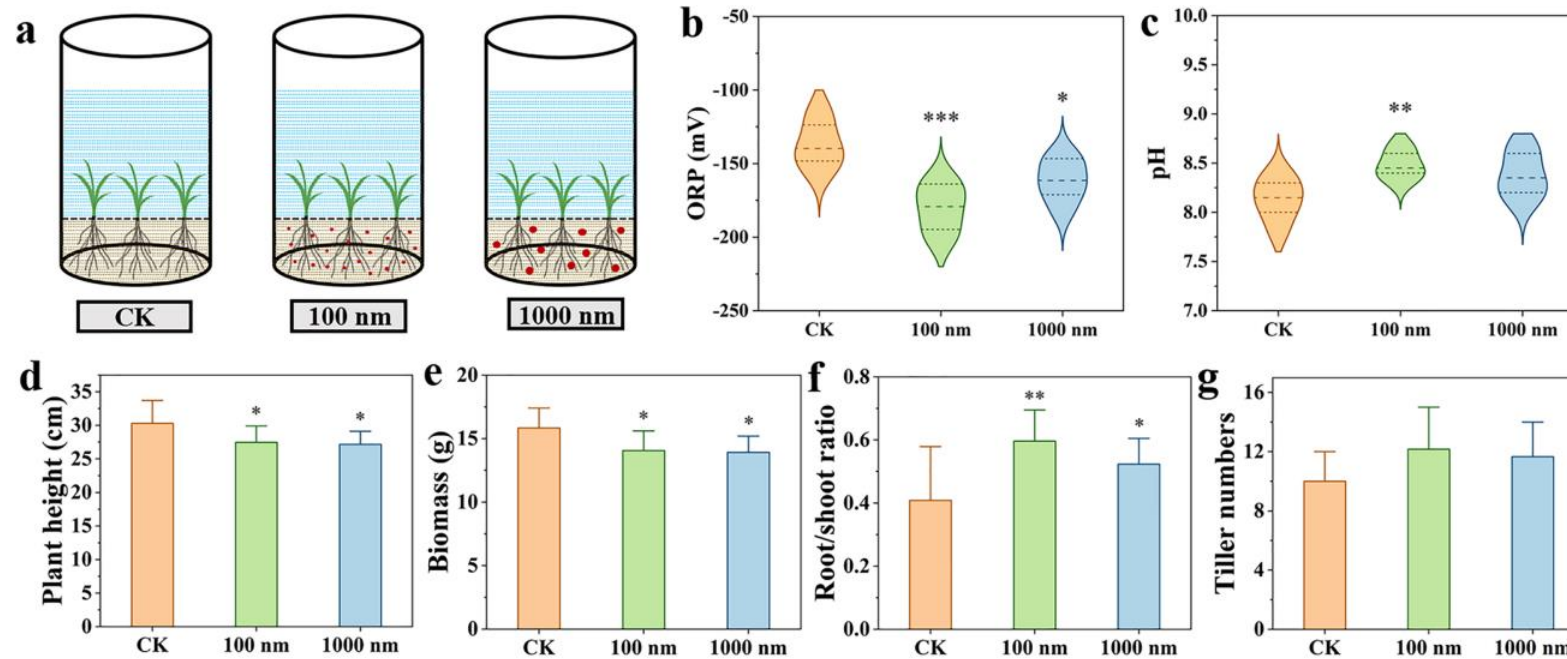 a
CK
100 nm
1000 nm
b
ORP (mV)
-50
-100
-150
-200
-250
***
*
CK
100 nm
1000 nm
c
pH
10.0
9.5
9.0
8.5
8.0
7.5
7.0
**
CK
100 nm
1000 nm
d
Plant height (cm)
35
30
25
20
15
10
5
0
*
*
CK
100 nm
1000 nm
e
Biomass (g)
20
15
10
5
0
*
*
CK
100 nm
1000 nm
f
Root/shoot ratio
0.8
0.6
0.4
0.2
0.0
**
*
CK
100 nm
1000 nm
g
Tiller numbers
16
12
8
4
0
CK
100 nm
1000 nm